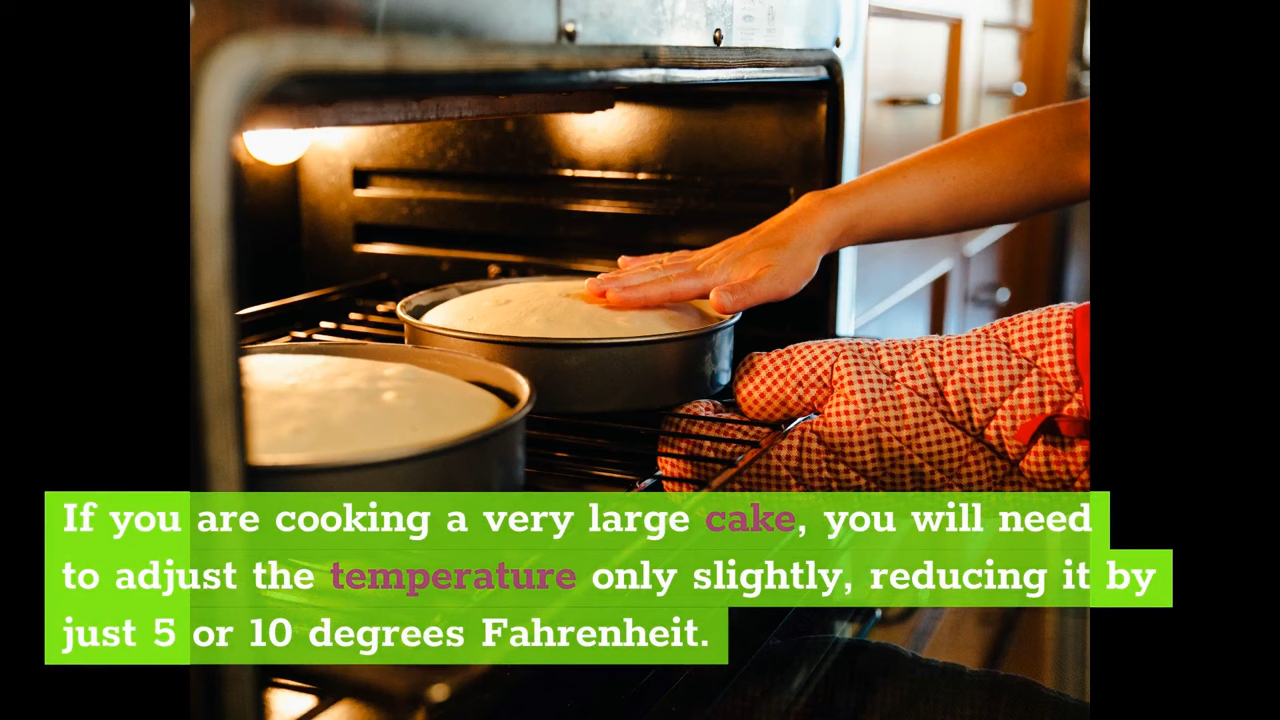 If you are cooking a very large cake, you will need
to adjust the temperature only slightly, reducing it by
just 5 or 10 degrees Fahrenheit.